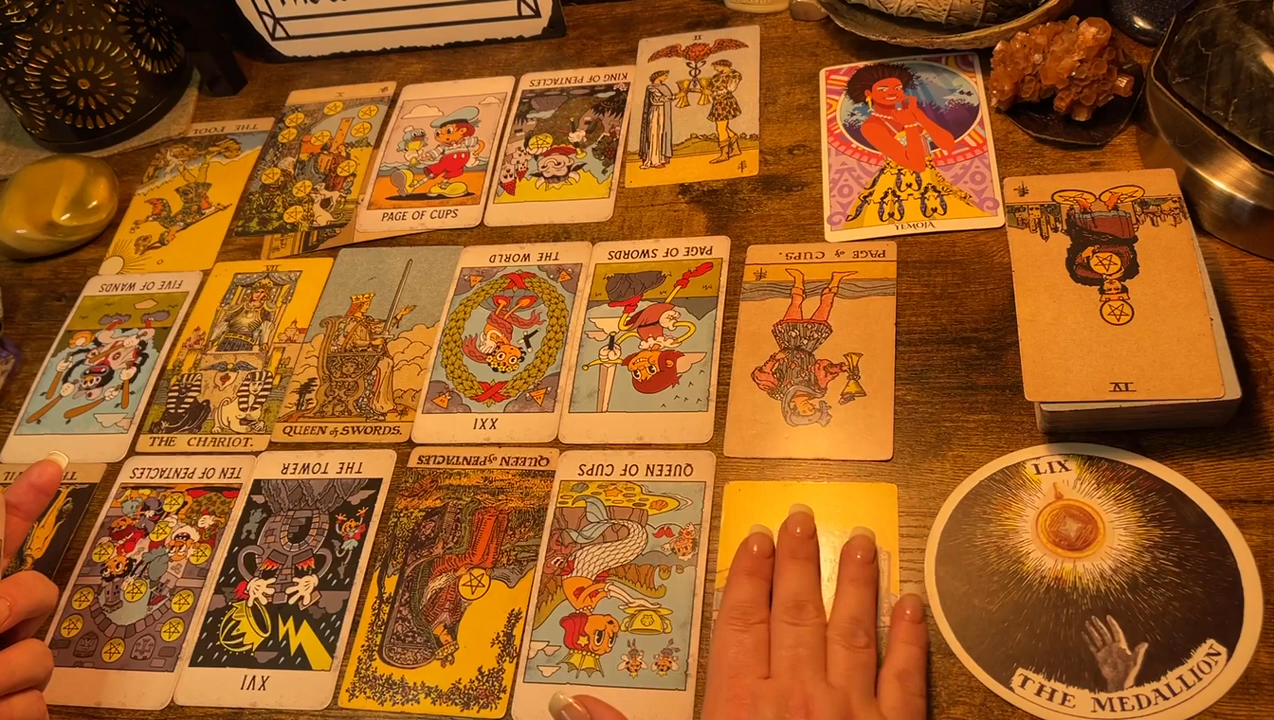 THE FOOL
X
PAGE OF CUPS
KING OF PENTACLES
II
YEMOJA
IV
FIVE OF WANDS
VII
THE CHARIOT.
QUEEN of SWORDS.
THE WORLD
XXI
PAGE OF SWORDS
PAGE of CUPS.
TEN OF PENTACLES
THE TOWER
XVI
QUEEN of PENTACLES
QUEEN OF CUPS
LIX
THE MEDALLION